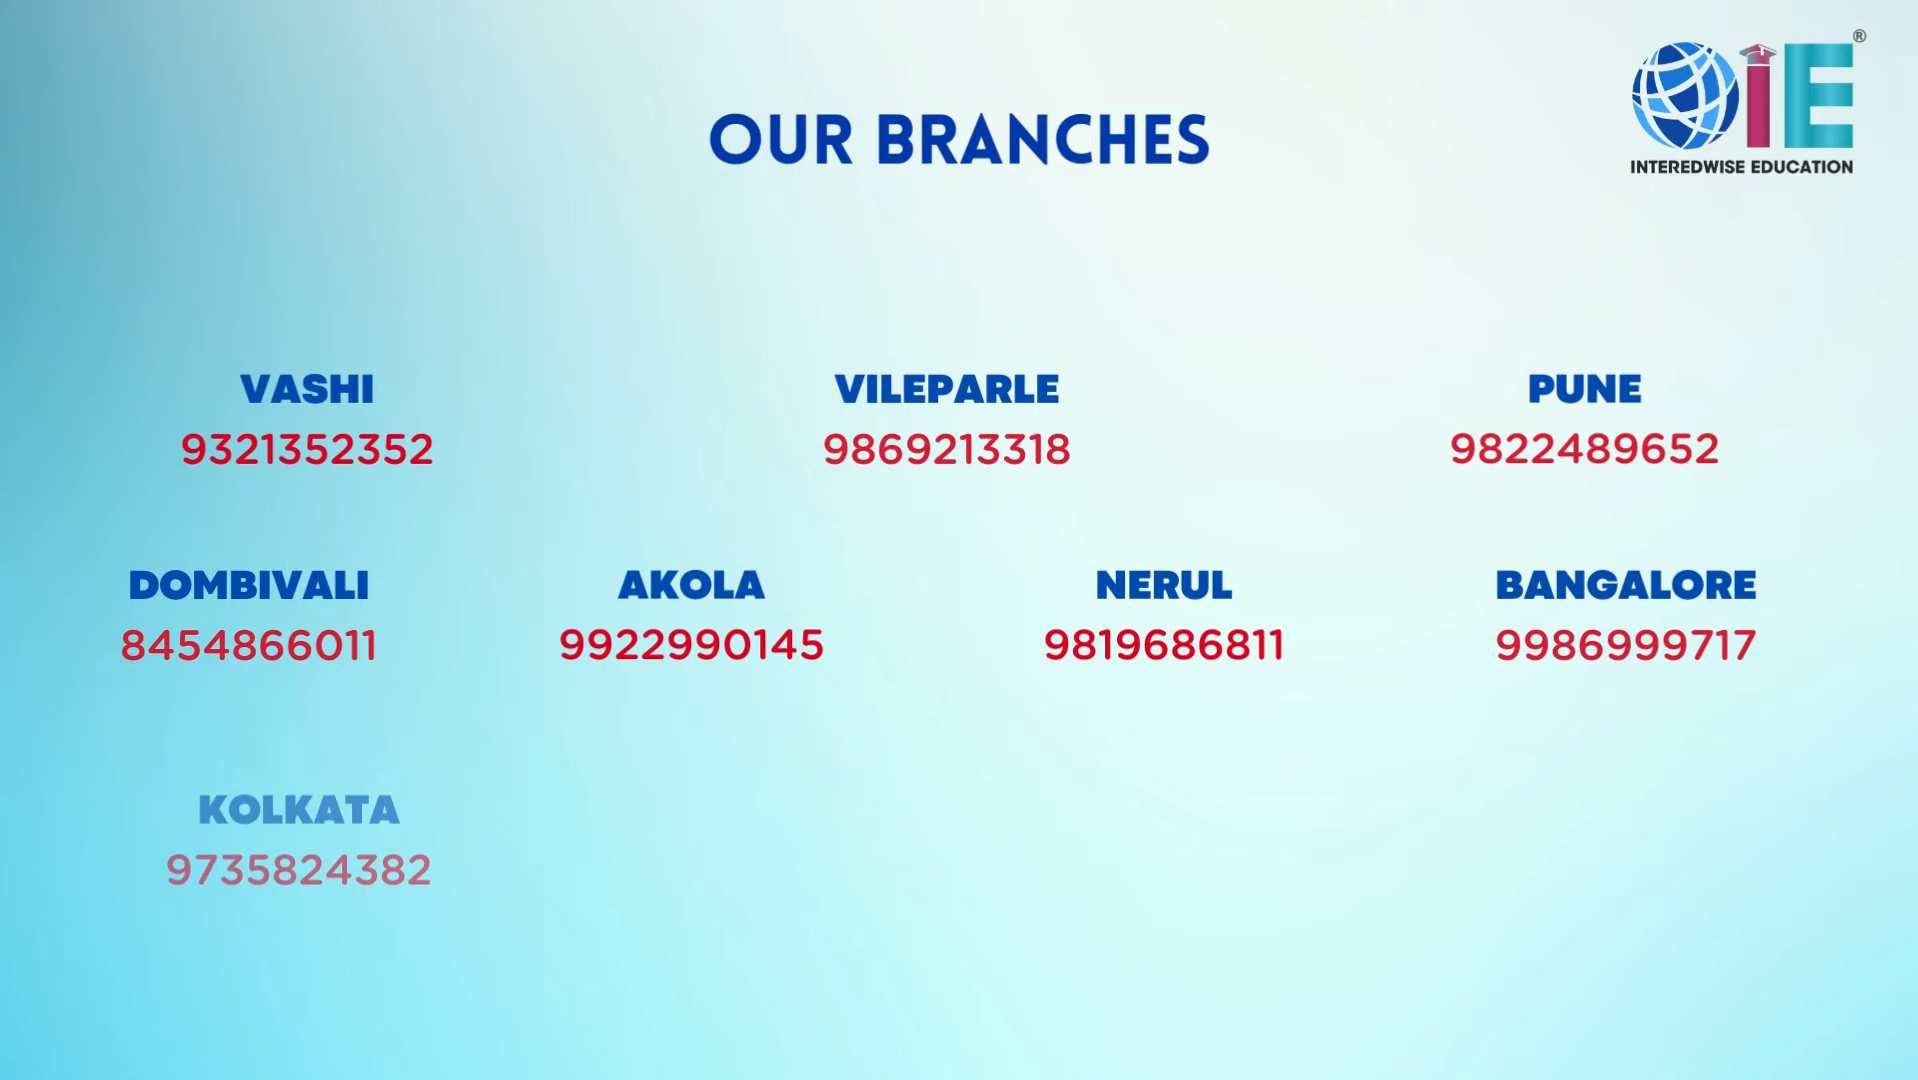 OUR BRANCHES
IE ®
INTEREDWISE EDUCATION
VASHI
9321352352
VILEPARLE
9869213318
PUNE
9822489652
DOMBIVALI
8454866011
AKOLA
9922990145
NERUL
9819686811
BANGALORE
9986999717
KOLKATA
9735824382